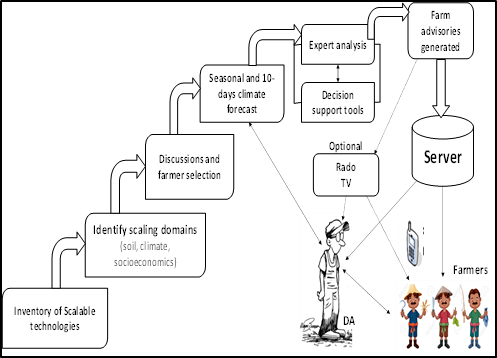 Farm
advisories
generated
Expert analysis
Seasonal and 10-
days climate
forecast
Decision
support tools
Optional
Rado
TV
Server
Discussions and
farmer selection
Identify scaling domains
(soil, climate,
socioeconomics)
Farmers
Inventory of Scalable
technologies
DA